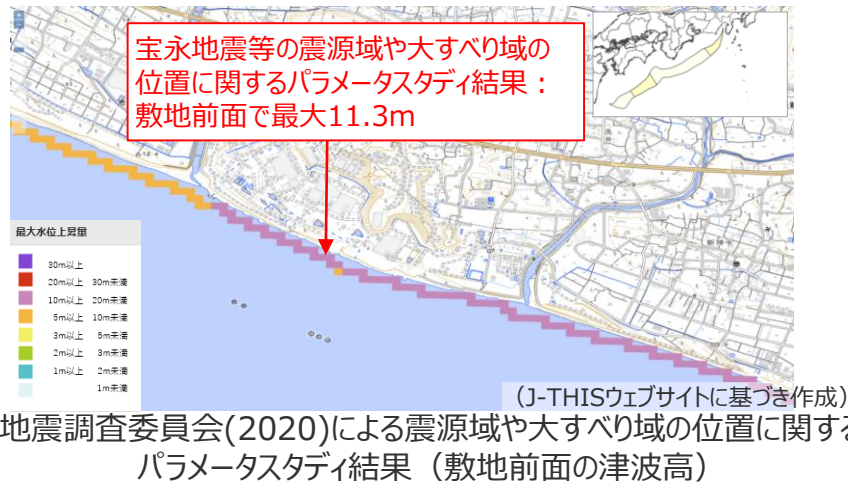 宝永地震等の震源域や大すべり域の
位置に関するパラメータスタディ結果：
敷地前面で最大11.3m
最大水位上昇量
30m以上
20m以上 30m未満
10m以上 20m未満
5m以上 10m未満
3m以上 5m未満
2m以上 3m未満
1m以上 2m未満
1m未満
（J-THISウェブサイトに基づき作成）
地震調査委員会(2020)による震源域や大すべり域の位置に関する
パラメータスタディ結果（敷地前面の津波高）